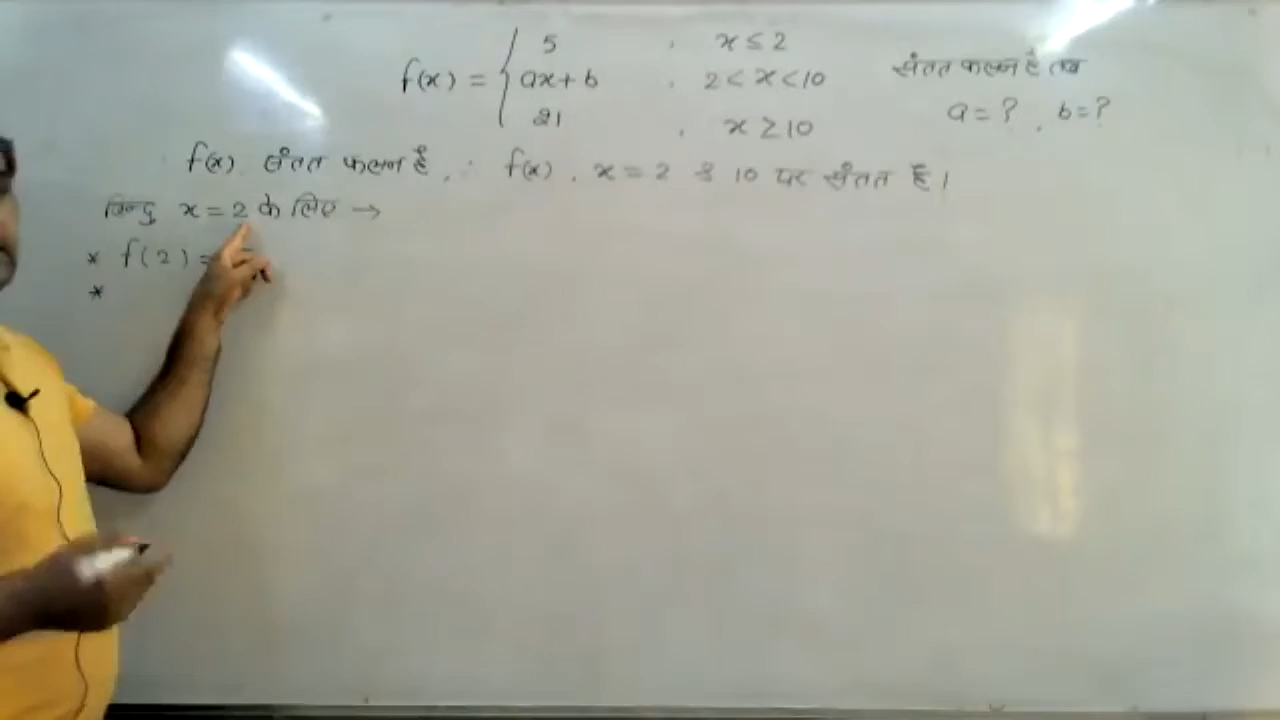 f(x) = { 5 , x ≤ 2
ax + b , 2 < x < 10
21 , x ≥ 10
संतत फलन है तब
a = ? , b = ?
f(x) संतत फलन है, ∴ f(x), x = 2 व 10 पर संतत है।
बिन्दु x = 2 के लिए →
* f(2) =
*